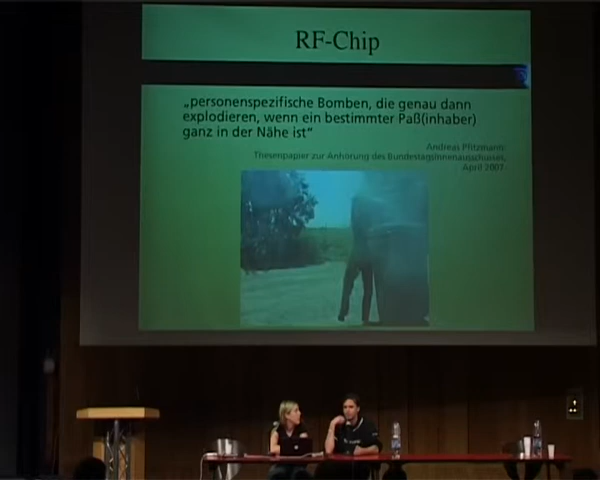 RF-Chip
„personenspezifische Bomben, die genau dann
explodieren, wenn ein bestimmter Paß(inhaber)
ganz in der Nähe ist“
Andreas Pfitzmann:
Thesenpapier zur Anhörung des Bundestagsinnenausschusses,
April 2007